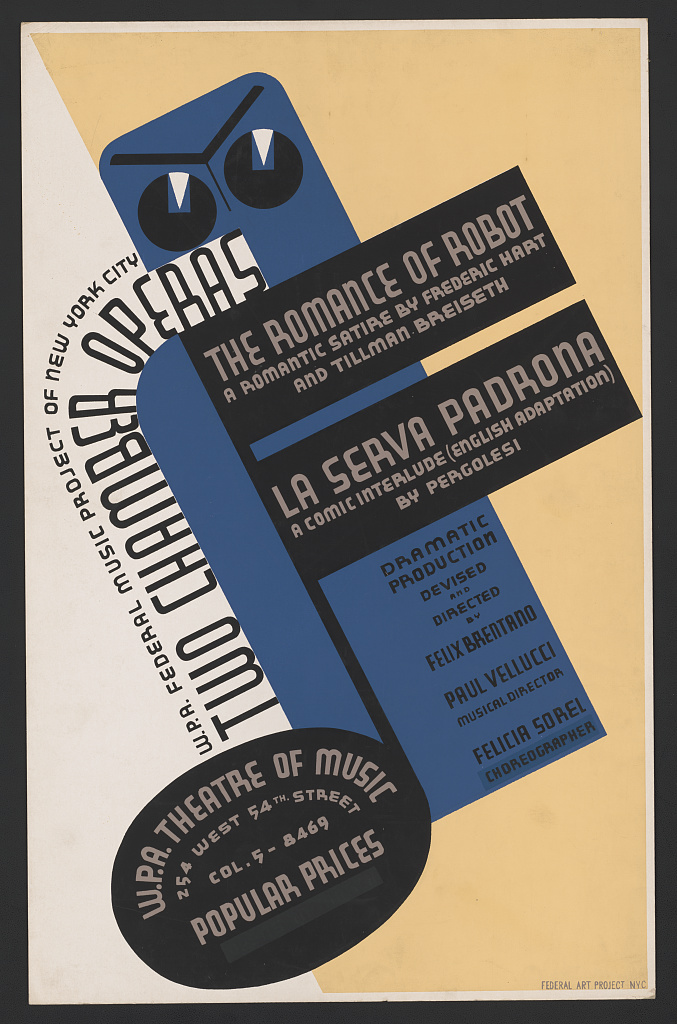 W.P.A. FEDERAL MUSIC PROJECT OF NEW YORK CITY
TWO CHAMBER OPERAS
THE ROMANCE OF ROBOT
A ROMANTIC SATIRE BY FREDERIC HART
AND TILLMAN BREISETH
LA SERVA PADRONA
A COMIC INTERLUDE (ENGLISH ADAPTATION)
BY PERGOLESI
DRAMATIC
PRODUCTION
DEVISED
AND
DIRECTED
BY
FELIX BRENTANO
PAUL VELLUCCI
MUSICAL DIRECTOR
FELICIA SOREL
CHOREOGRAPHER
W.P.A. THEATRE OF MUSIC
254 WEST 54TH. STREET
COL. 5-8469
POPULAR PRICES
FEDERAL ART PROJECT N.Y.C.